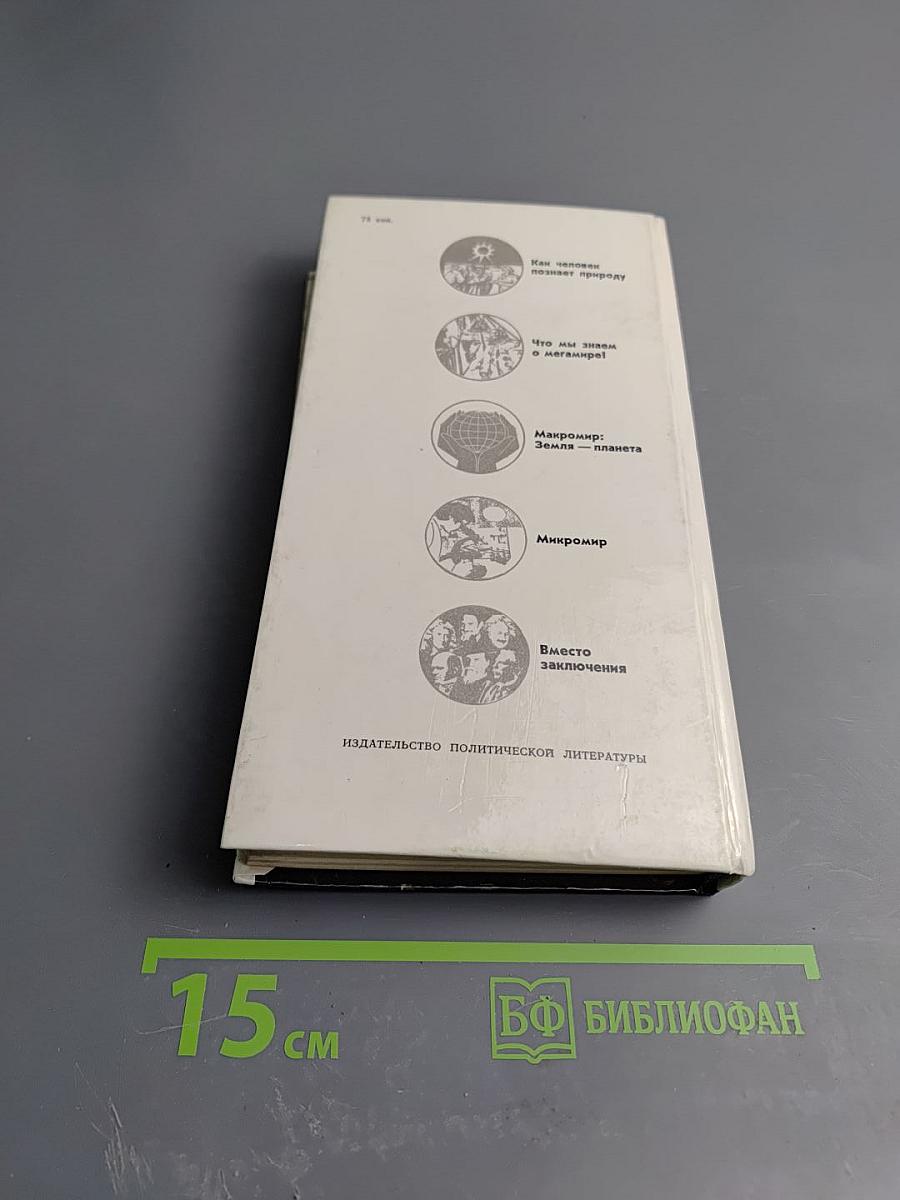 75 коп.
Как человек
познает природу
Что мы знаем
о мегамире?
Макромир:
Земля — планета
Микромир
Вместо
заключения
ИЗДАТЕЛЬСТВО ПОЛИТИЧЕСКОЙ ЛИТЕРАТУРЫ
15 см
БФ БИБЛИОФАН